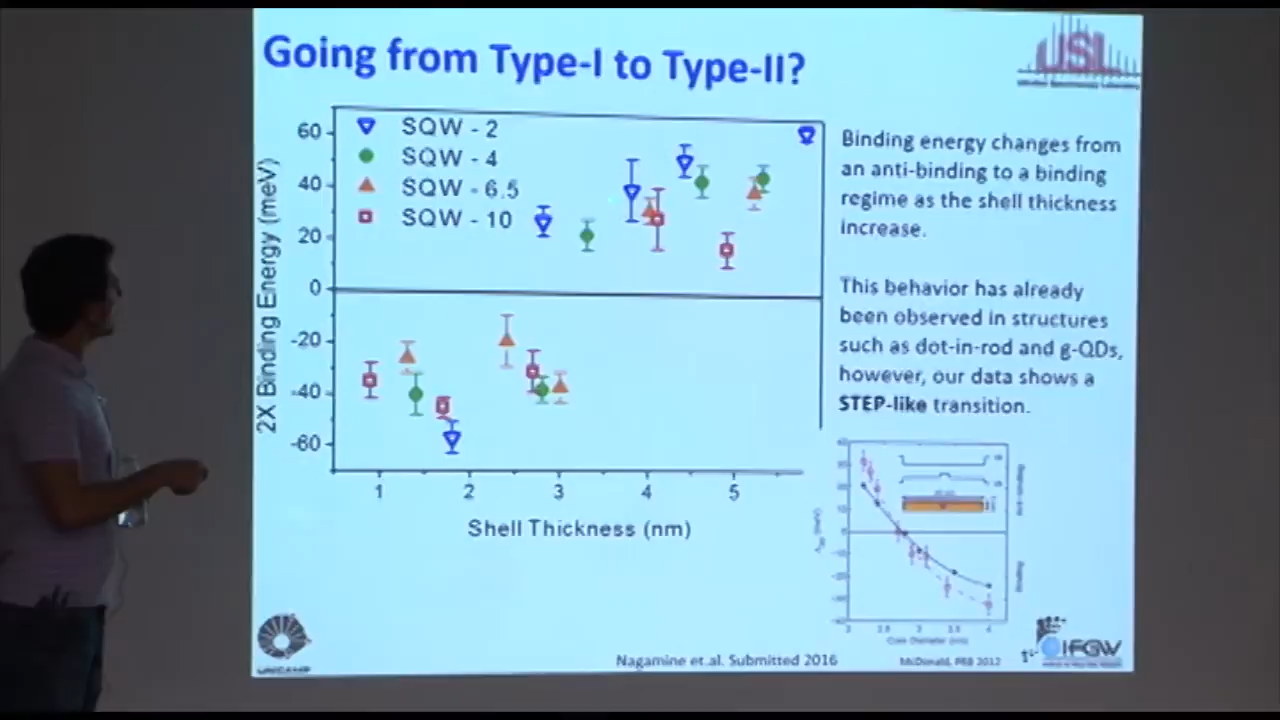 Going from Type-I to Type-II?
USL
SQW - 2
SQW - 4
SQW - 6.5
SQW - 10
60
40
20
0
-20
-40
-60
2X Binding Energy (meV)
1 2 3 4 5
Shell Thickness (nm)
Binding energy changes from
an anti-binding to a binding
regime as the shell thickness
increase.
This behavior has already
been observed in structures
such as dot-in-rod and g-QDs,
however, our data shows a
STEP-like transition.
Core Diameter (nm)
UNICAMP
Nagamine et.al. Submitted 2016
McDonald, PRB 2012
IFGW